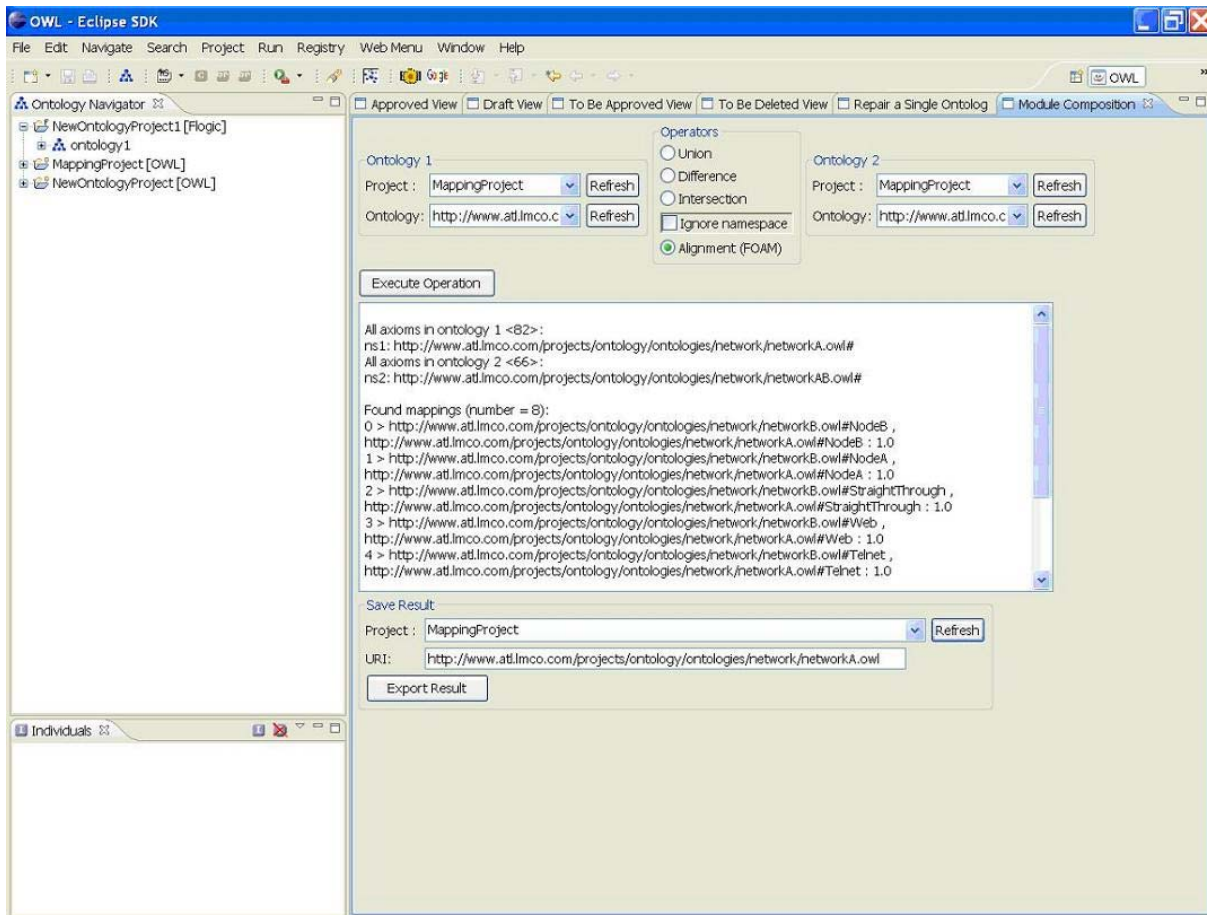 OWL - Eclipse SDK
File Edit Navigate Search Project Run Registry Web Menu Window Help
OWL
Ontology Navigator
NewOntologyProject1 [Flogic]
ontology1
MappingProject [OWL]
NewOntologyProject [OWL]
Individuals
Approved View Draft View To Be Approved View To Be Deleted View Repair a Single Ontolog Module Composition
Ontology 1
Project : MappingProject Refresh
Ontology: http://www.atl.lmco.c Refresh
Operators
Union
Difference
Intersection
Ignore namespace
Alignment (FOAM)
Ontology 2
Project : MappingProject Refresh
Ontology: http://www.atl.lmco.c Refresh
Execute Operation
All axioms in ontology 1 <82>:
ns1: http://www.atl.lmco.com/projects/ontology/ontologies/network/networkA.owl#
All axioms in ontology 2 <66>:
ns2: http://www.atl.lmco.com/projects/ontology/ontologies/network/networkAB.owl#
Found mappings (number = 8):
0 > http://www.atl.lmco.com/projects/ontology/ontologies/network/networkB.owl#NodeB ,
http://www.atl.lmco.com/projects/ontology/ontologies/network/networkA.owl#NodeB : 1.0
1 > http://www.atl.lmco.com/projects/ontology/ontologies/network/networkB.owl#NodeA ,
http://www.atl.lmco.com/projects/ontology/ontologies/network/networkA.owl#NodeA : 1.0
2 > http://www.atl.lmco.com/projects/ontology/ontologies/network/networkB.owl#StraightThrough ,
http://www.atl.lmco.com/projects/ontology/ontologies/network/networkA.owl#StraightThrough : 1.0
3 > http://www.atl.lmco.com/projects/ontology/ontologies/network/networkB.owl#Web ,
http://www.atl.lmco.com/projects/ontology/ontologies/network/networkA.owl#Web : 1.0
4 > http://www.atl.lmco.com/projects/ontology/ontologies/network/networkB.owl#Telnet ,
http://www.atl.lmco.com/projects/ontology/ontologies/network/networkA.owl#Telnet : 1.0
Save Result
Project : MappingProject Refresh
URI: http://www.atl.lmco.com/projects/ontology/ontologies/network/networkA.owl
Export Result